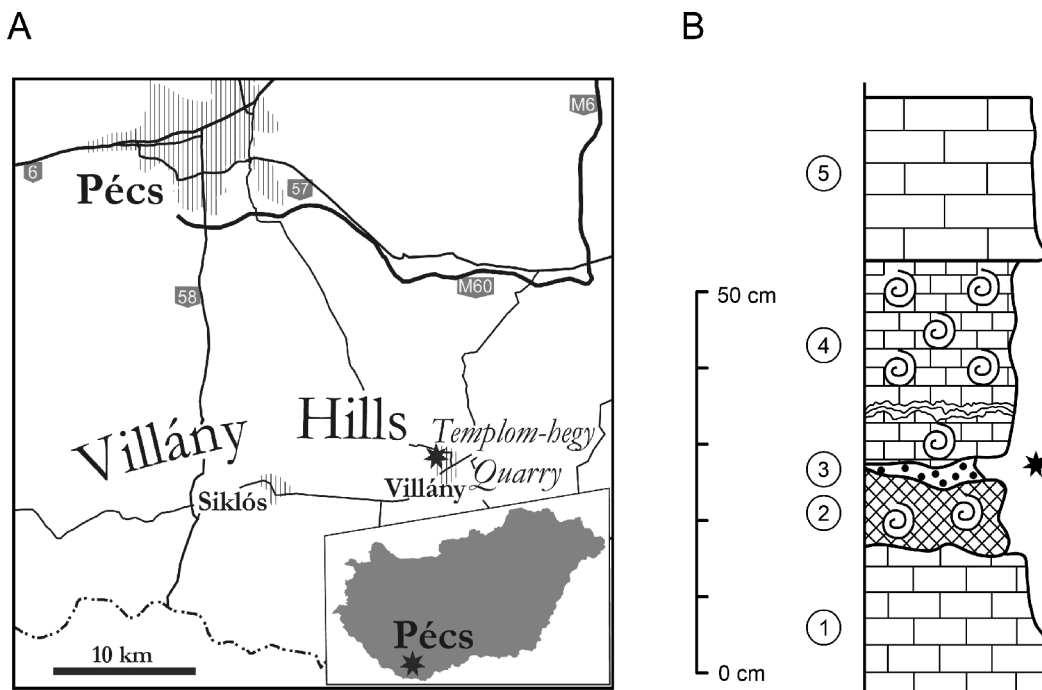 A
B
M6
6
Pécs
57
M60
58
Villány
Hills
Templom-hegy
Quarry
Villány
Siklós
Pécs
10 km
50 cm
0 cm
5
4
3
2
1